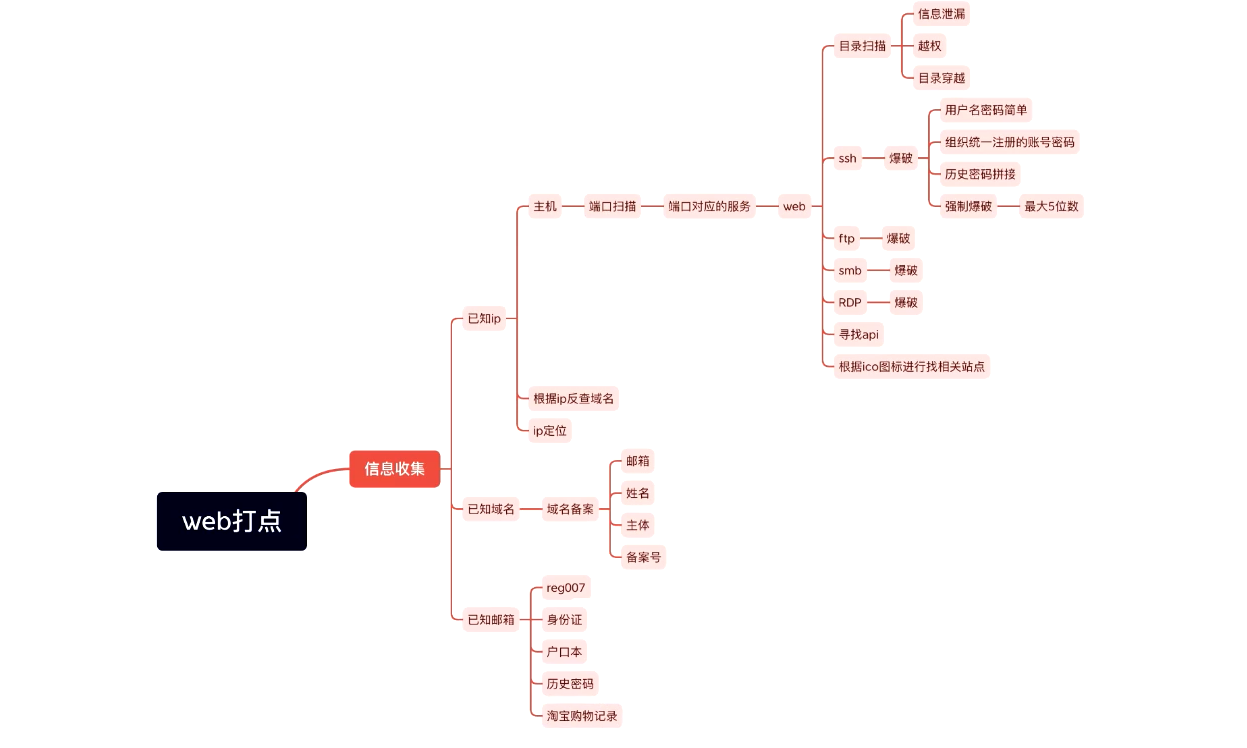 web打点
信息收集
已知ip
主机
端口扫描
端口对应的服务
web
目录扫描
信息泄漏
越权
目录穿越
ssh
爆破
用户名密码简单
组织统一注册的账号密码
历史密码拼接
强制爆破
最大5位数
ftp
爆破
smb
爆破
RDP
爆破
寻找api
根据ico图标进行找相关站点
根据ip反查域名
ip定位
已知域名
域名备案
邮箱
姓名
主体
备案号
已知邮箱
reg007
身份证
户口本
历史密码
淘宝购物记录